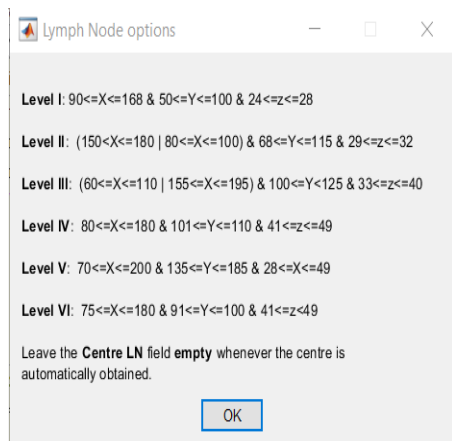 Lymph Node options
Level I: 90<=X<=168 & 50<=Y<=100 & 24<=z<=28
Level II: (150<X<=180 | 80<=X<=100) & 68<=Y<=115 & 29<=z<=32
Level III: (60<=X<=110 | 155<=X<=195) & 100<=Y<125 & 33<=z<=40
Level IV: 80<=X<=180 & 101<=Y<=110 & 41<=z<=49
Level V: 70<=X<=200 & 135<=Y<=185 & 28<=X<=49
Level VI: 75<=X<=180 & 91<=Y<=100 & 41<=z<49
Leave the Centre LN field empty whenever the centre is
automatically obtained.
OK